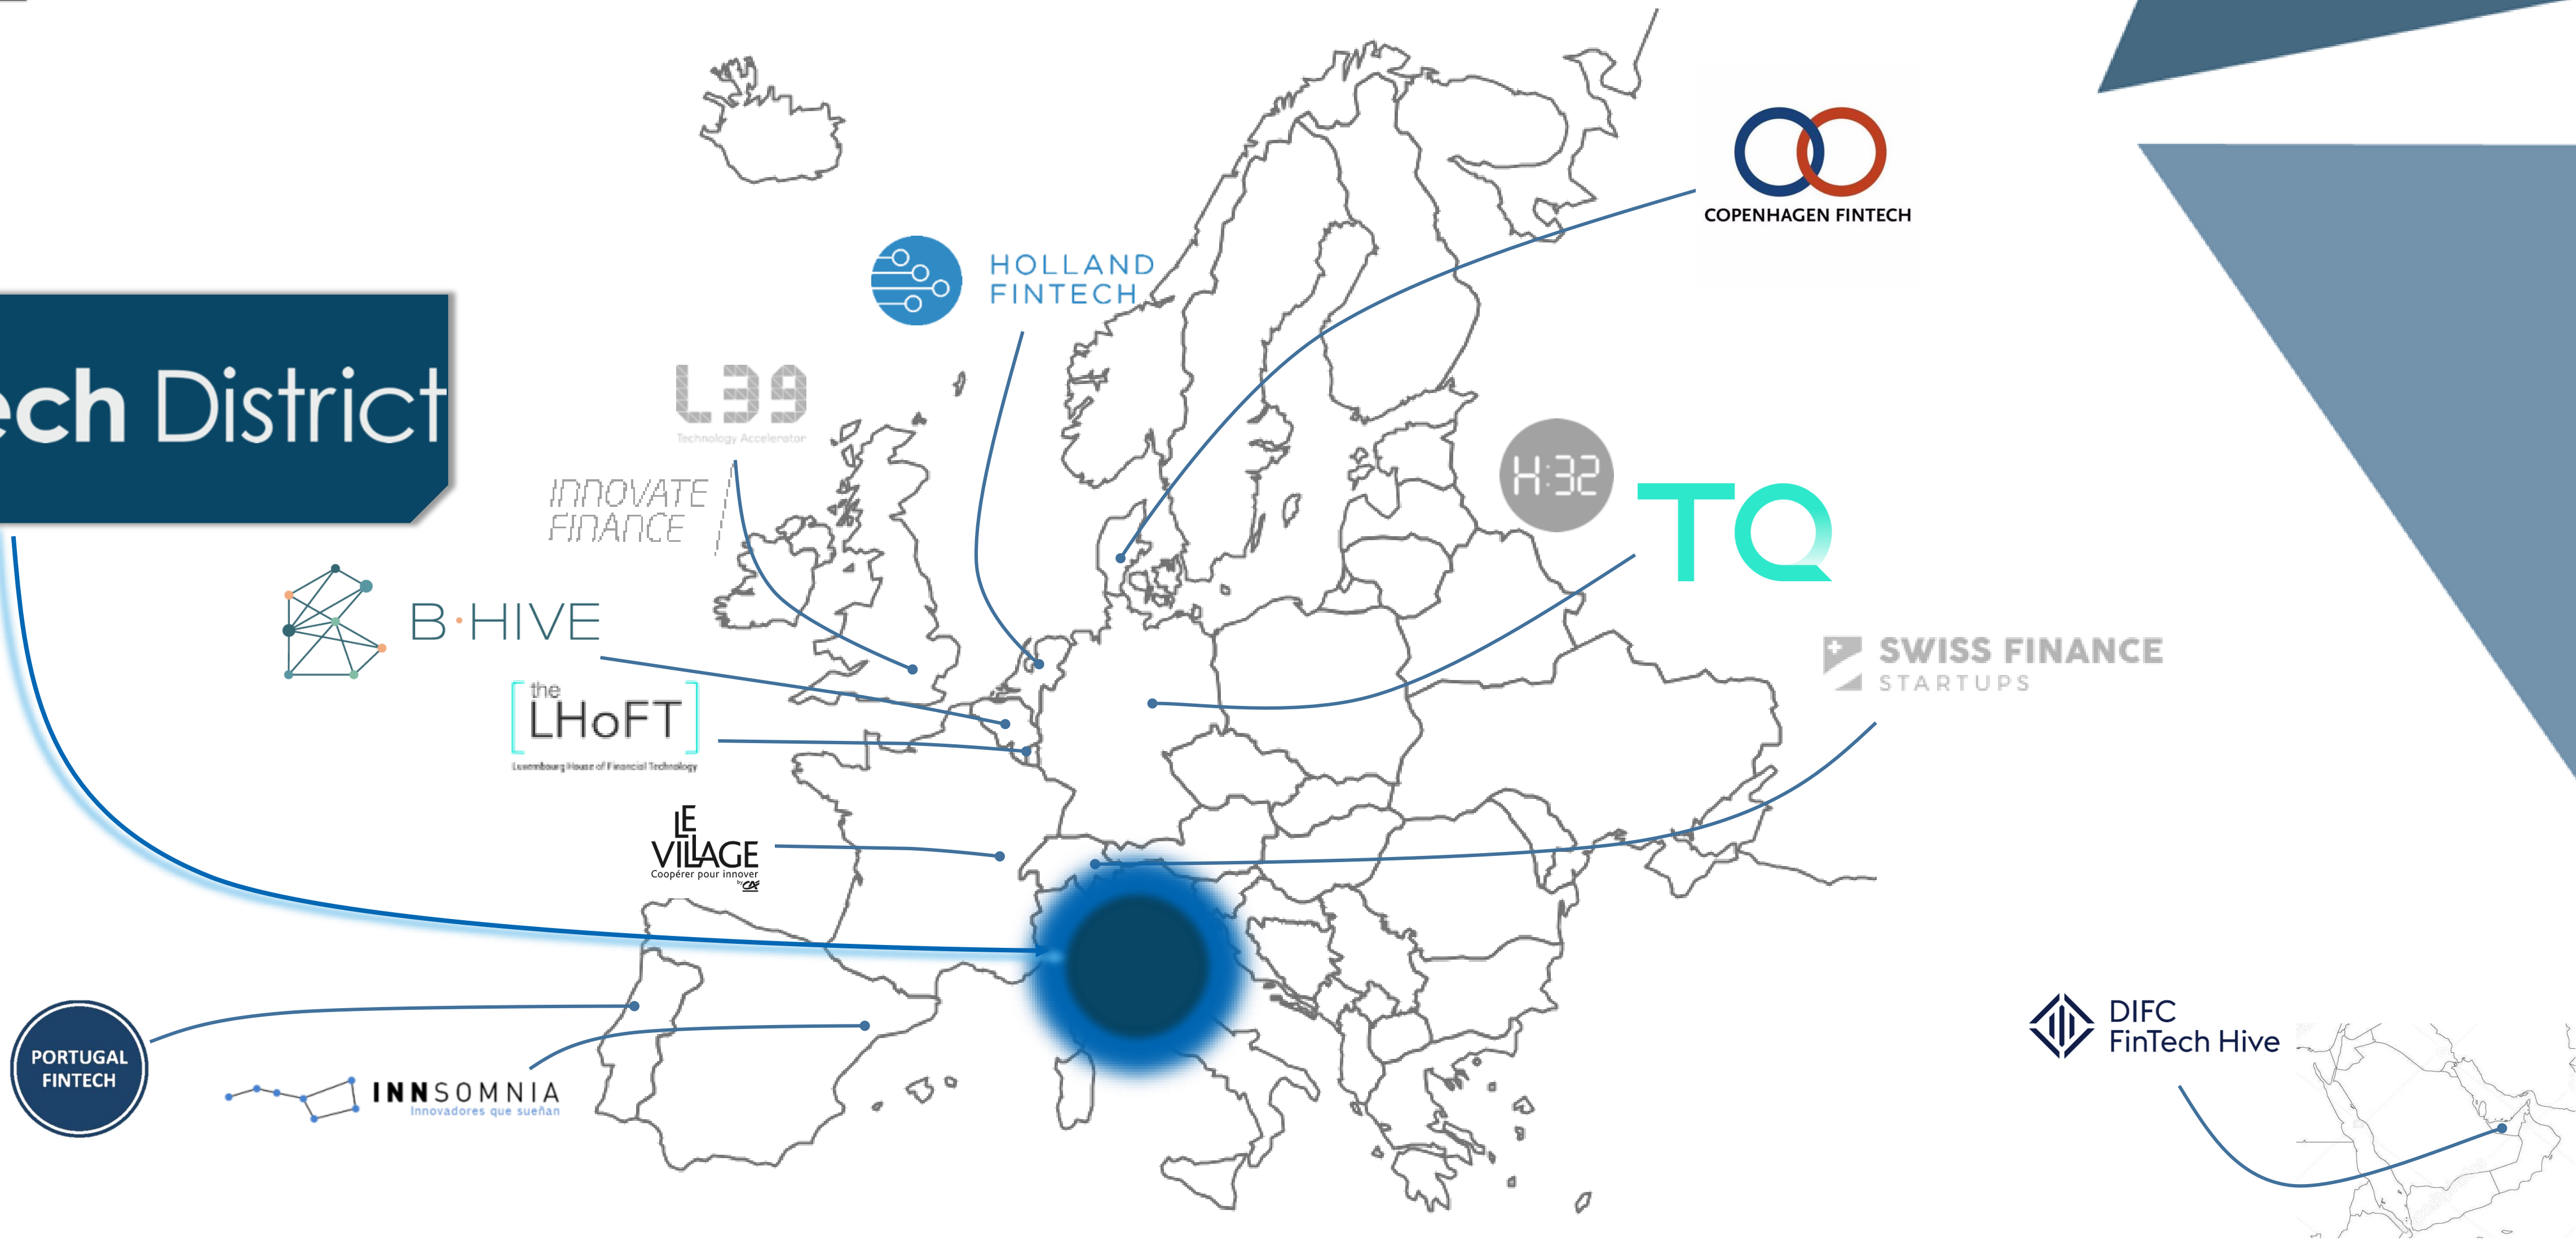 COPENHAGEN FINTECH
HOLLAND
FINTECH
ech District
L39
Technology Accelerator
INNOVATE
FINANCE
H:32
TQ
B·HIVE
SWISS FINANCE
STARTUPS
the
LHoFT
Luxembourg House of Financial Technology
LE
VILLAGE
Coopérer pour innover
by CA
DIFC
FinTech Hive
PORTUGAL
FINTECH
INNSOMNIA
Innovadores que sueñan